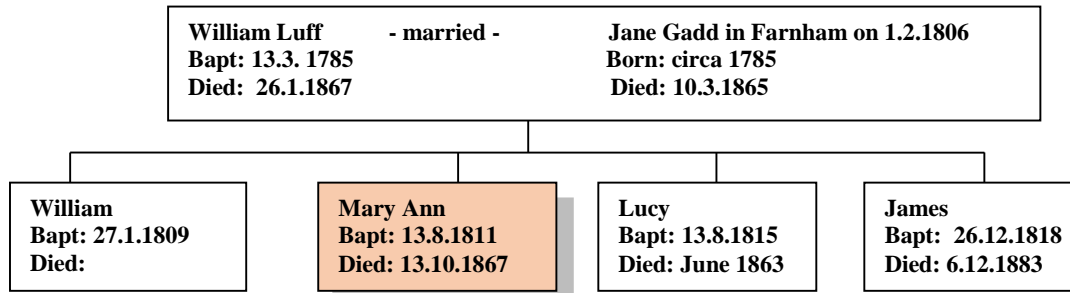 William Luff - married - Jane Gadd in Farnham on 1.2.1806
Bapt: 13.3. 1785 Born: circa 1785
Died: 26.1.1867 Died: 10.3.1865
William
Bapt: 27.1.1809
Died:
Mary Ann
Bapt: 13.8.1811
Died: 13.10.1867
Lucy
Bapt: 13.8.1815
Died: June 1863
James
Bapt: 26.12.1818
Died: 6.12.1883